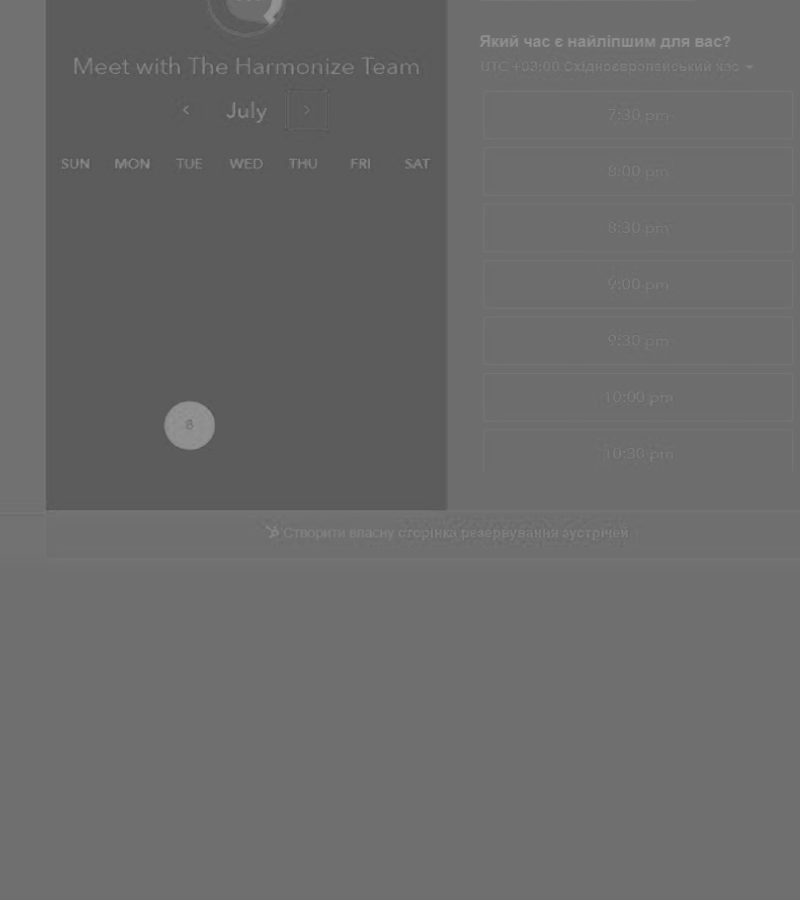 Meet with The Harmonize Team
July
SUN MON TUE WED THU FRI SAT
8
Який час є найліпшим для вас?
UTC +03:00 Східноєвропейський час
7:30 pm
8:00 pm
8:30 pm
9:00 pm
9:30 pm
10:00 pm
10:30 pm
Створити власну сторінку резервування зустрічей